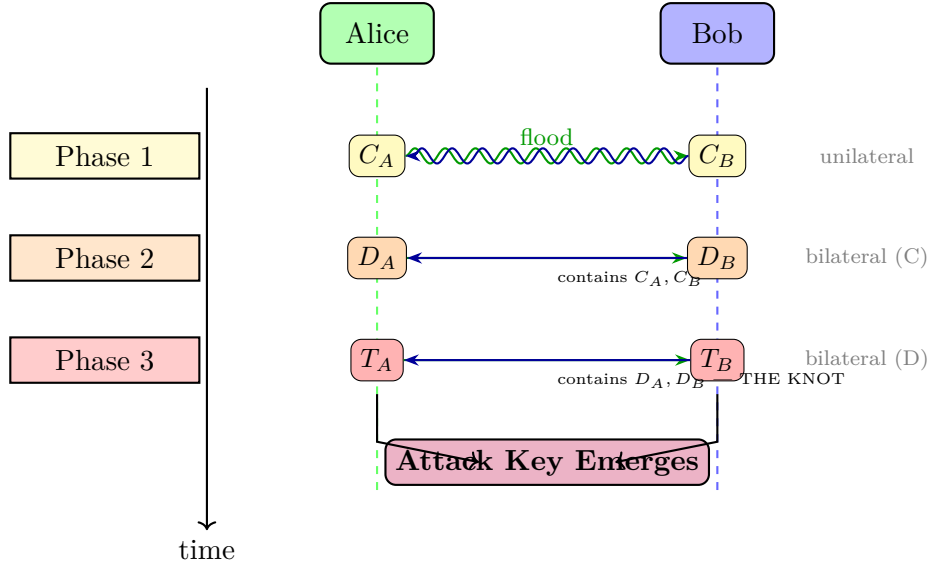 Alice
Bob
flood
Phase 1
C_A
C_B
unilateral
Phase 2
D_A
D_B
bilateral (C)
contains C_A, C_B
Phase 3
T_A
T_B
bilateral (D)
contains D_A, D_B — THE KNOT
Attack Key Emerges
time